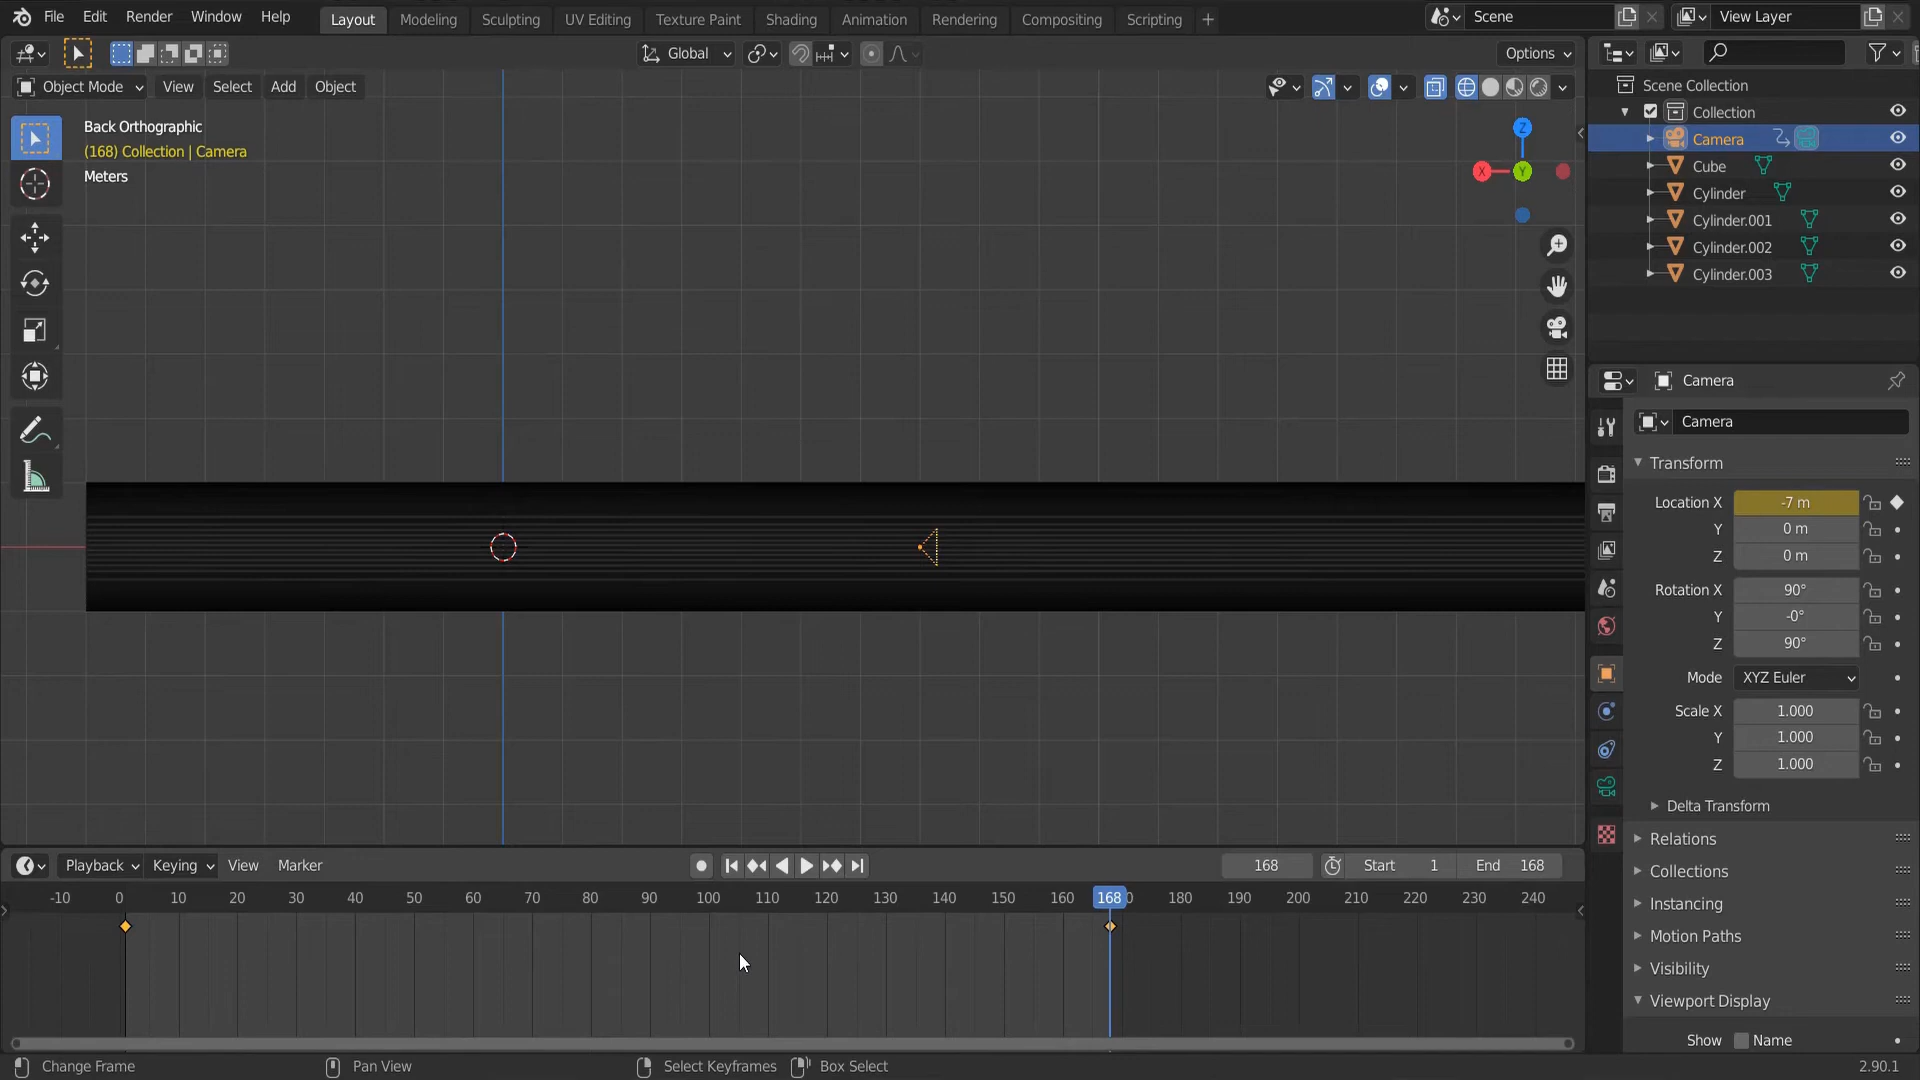 File Edit Render Window Help Layout Modeling Sculpting UV Editing Texture Paint Shading Animation Rendering Compositing Scripting + Scene View Layer
Global Options
Object Mode View Select Add Object
Back Orthographic
(168) Collection | Camera
Meters
Z
X Y
Scene Collection
Collection
Camera
Cube
Cylinder
Cylinder.001
Cylinder.002
Cylinder.003
Camera
Camera
Transform
Location X -7 m
Y 0 m
Z 0 m
Rotation X 90°
Y -0°
Z 90°
Mode XYZ Euler
Scale X 1.000
Y 1.000
Z 1.000
Delta Transform
Relations
Collections
Instancing
Motion Paths
Visibility
Viewport Display
Show Name
Playback Keying View Marker 168 Start 1 End 168
-10 0 10 20 30 40 50 60 70 80 90 100 110 120 130 140 150 160 168 0 180 190 200 210 220 230 240
Change Frame Pan View Select Keyframes Box Select 2.90.1